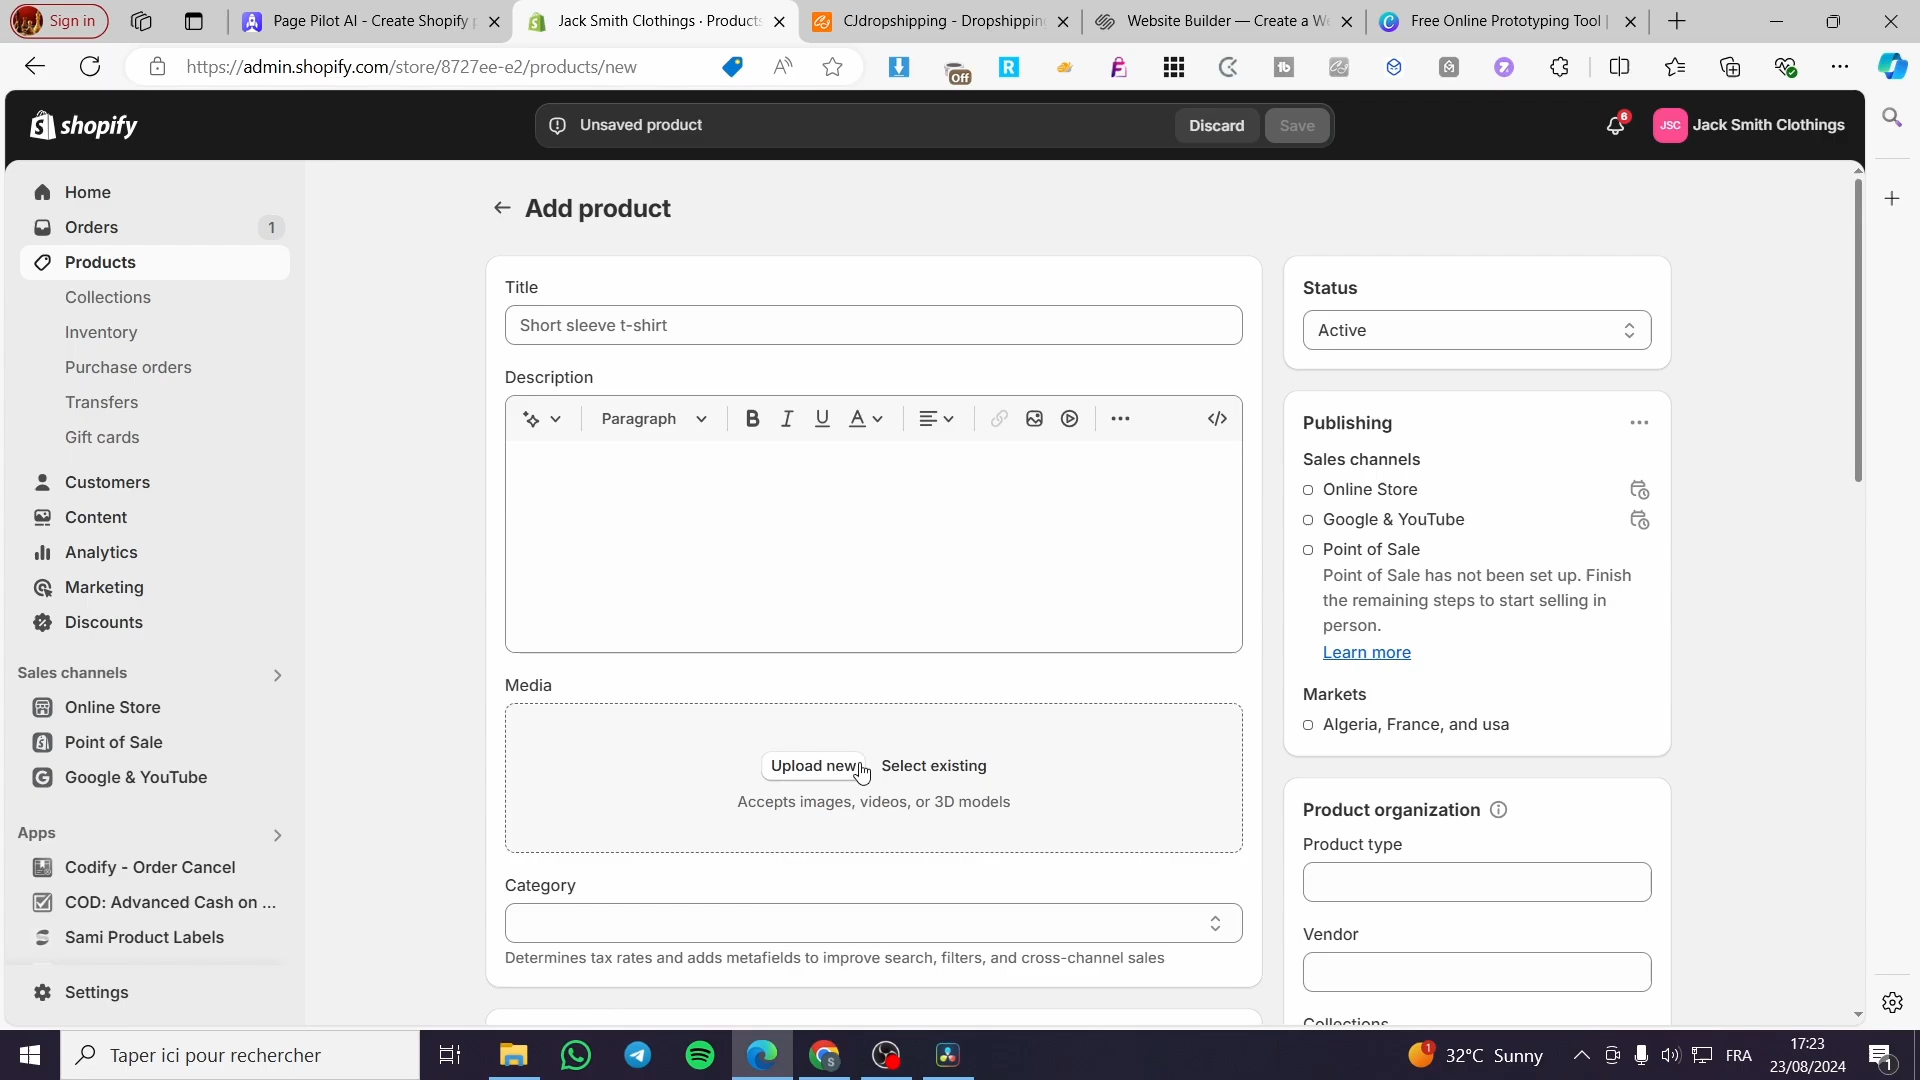 Sign in
Page Pilot AI - Create Shopify p
Jack Smith Clothings · Products
CJdropshipping - Dropshipping
Website Builder — Create a We
Free Online Prototyping Tool |
https://admin.shopify.com/store/8727ee-e2/products/new
Off
shopify
Unsaved product
Discard
Save
6
JSC
Jack Smith Clothings
Home
Orders
1
Products
Collections
Inventory
Purchase orders
Transfers
Gift cards
Customers
Content
Analytics
Marketing
Discounts
Sales channels
Online Store
Point of Sale
Google & YouTube
Apps
Codify - Order Cancel
COD: Advanced Cash on ...
Sami Product Labels
Settings
Add product
Title
Short sleeve t-shirt
Description
Paragraph
Media
Upload new
Select existing
Accepts images, videos, or 3D models
Category
Determines tax rates and adds metafields to improve search, filters, and cross-channel sales
Status
Active
Publishing
Sales channels
Online Store
Google & YouTube
Point of Sale
Point of Sale has not been set up. Finish
the remaining steps to start selling in
person.
Learn more
Markets
Algeria, France, and usa
Product organization
Product type
Vendor
Collections
Taper ici pour rechercher
1
32°C Sunny
FRA
17:23
23/08/2024
1